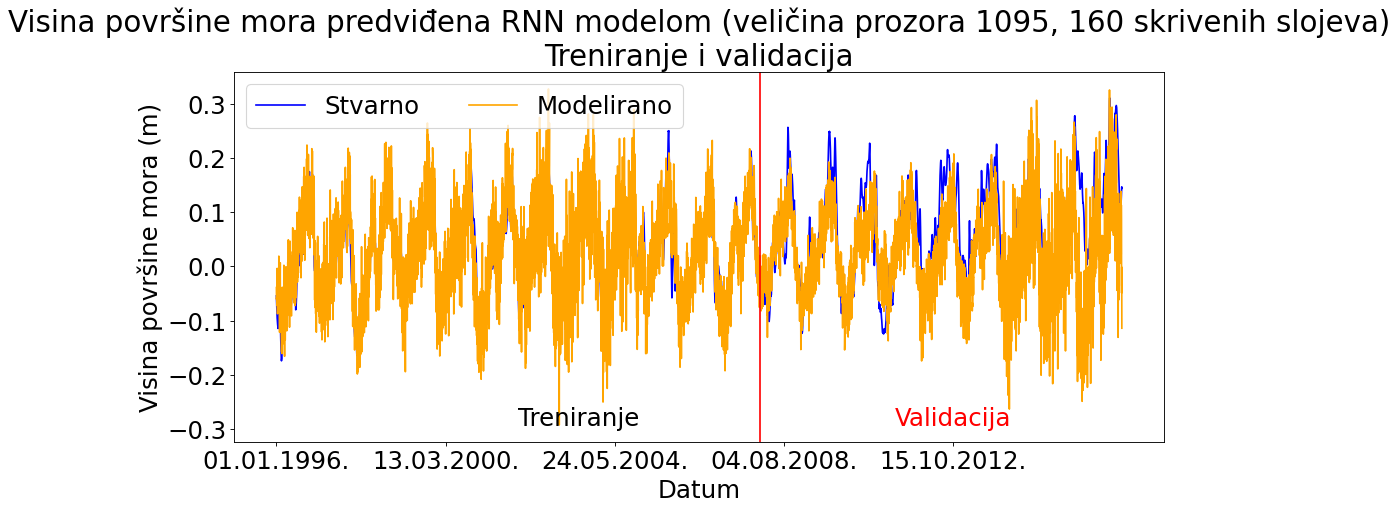 Visina površine mora predviđena RNN modelom (veličina prozora 1095, 160 skrivenih slojeva)
Treniranje i validacija
Stvarno
Modelirano
Visina površine mora (m)
0.3
0.2
0.1
0.0
−0.1
−0.2
−0.3
Treniranje
Validacija
01.01.1996.
13.03.2000.
24.05.2004.
04.08.2008.
15.10.2012.
Datum